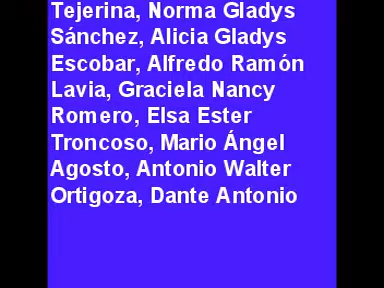 Tejerina, Norma Gladys
Sánchez, Alicia Gladys
Escobar, Alfredo Ramón
Lavia, Graciela Nancy
Romero, Elsa Ester
Troncoso, Mario Ángel
Agosto, Antonio Walter
Ortigoza, Dante Antonio